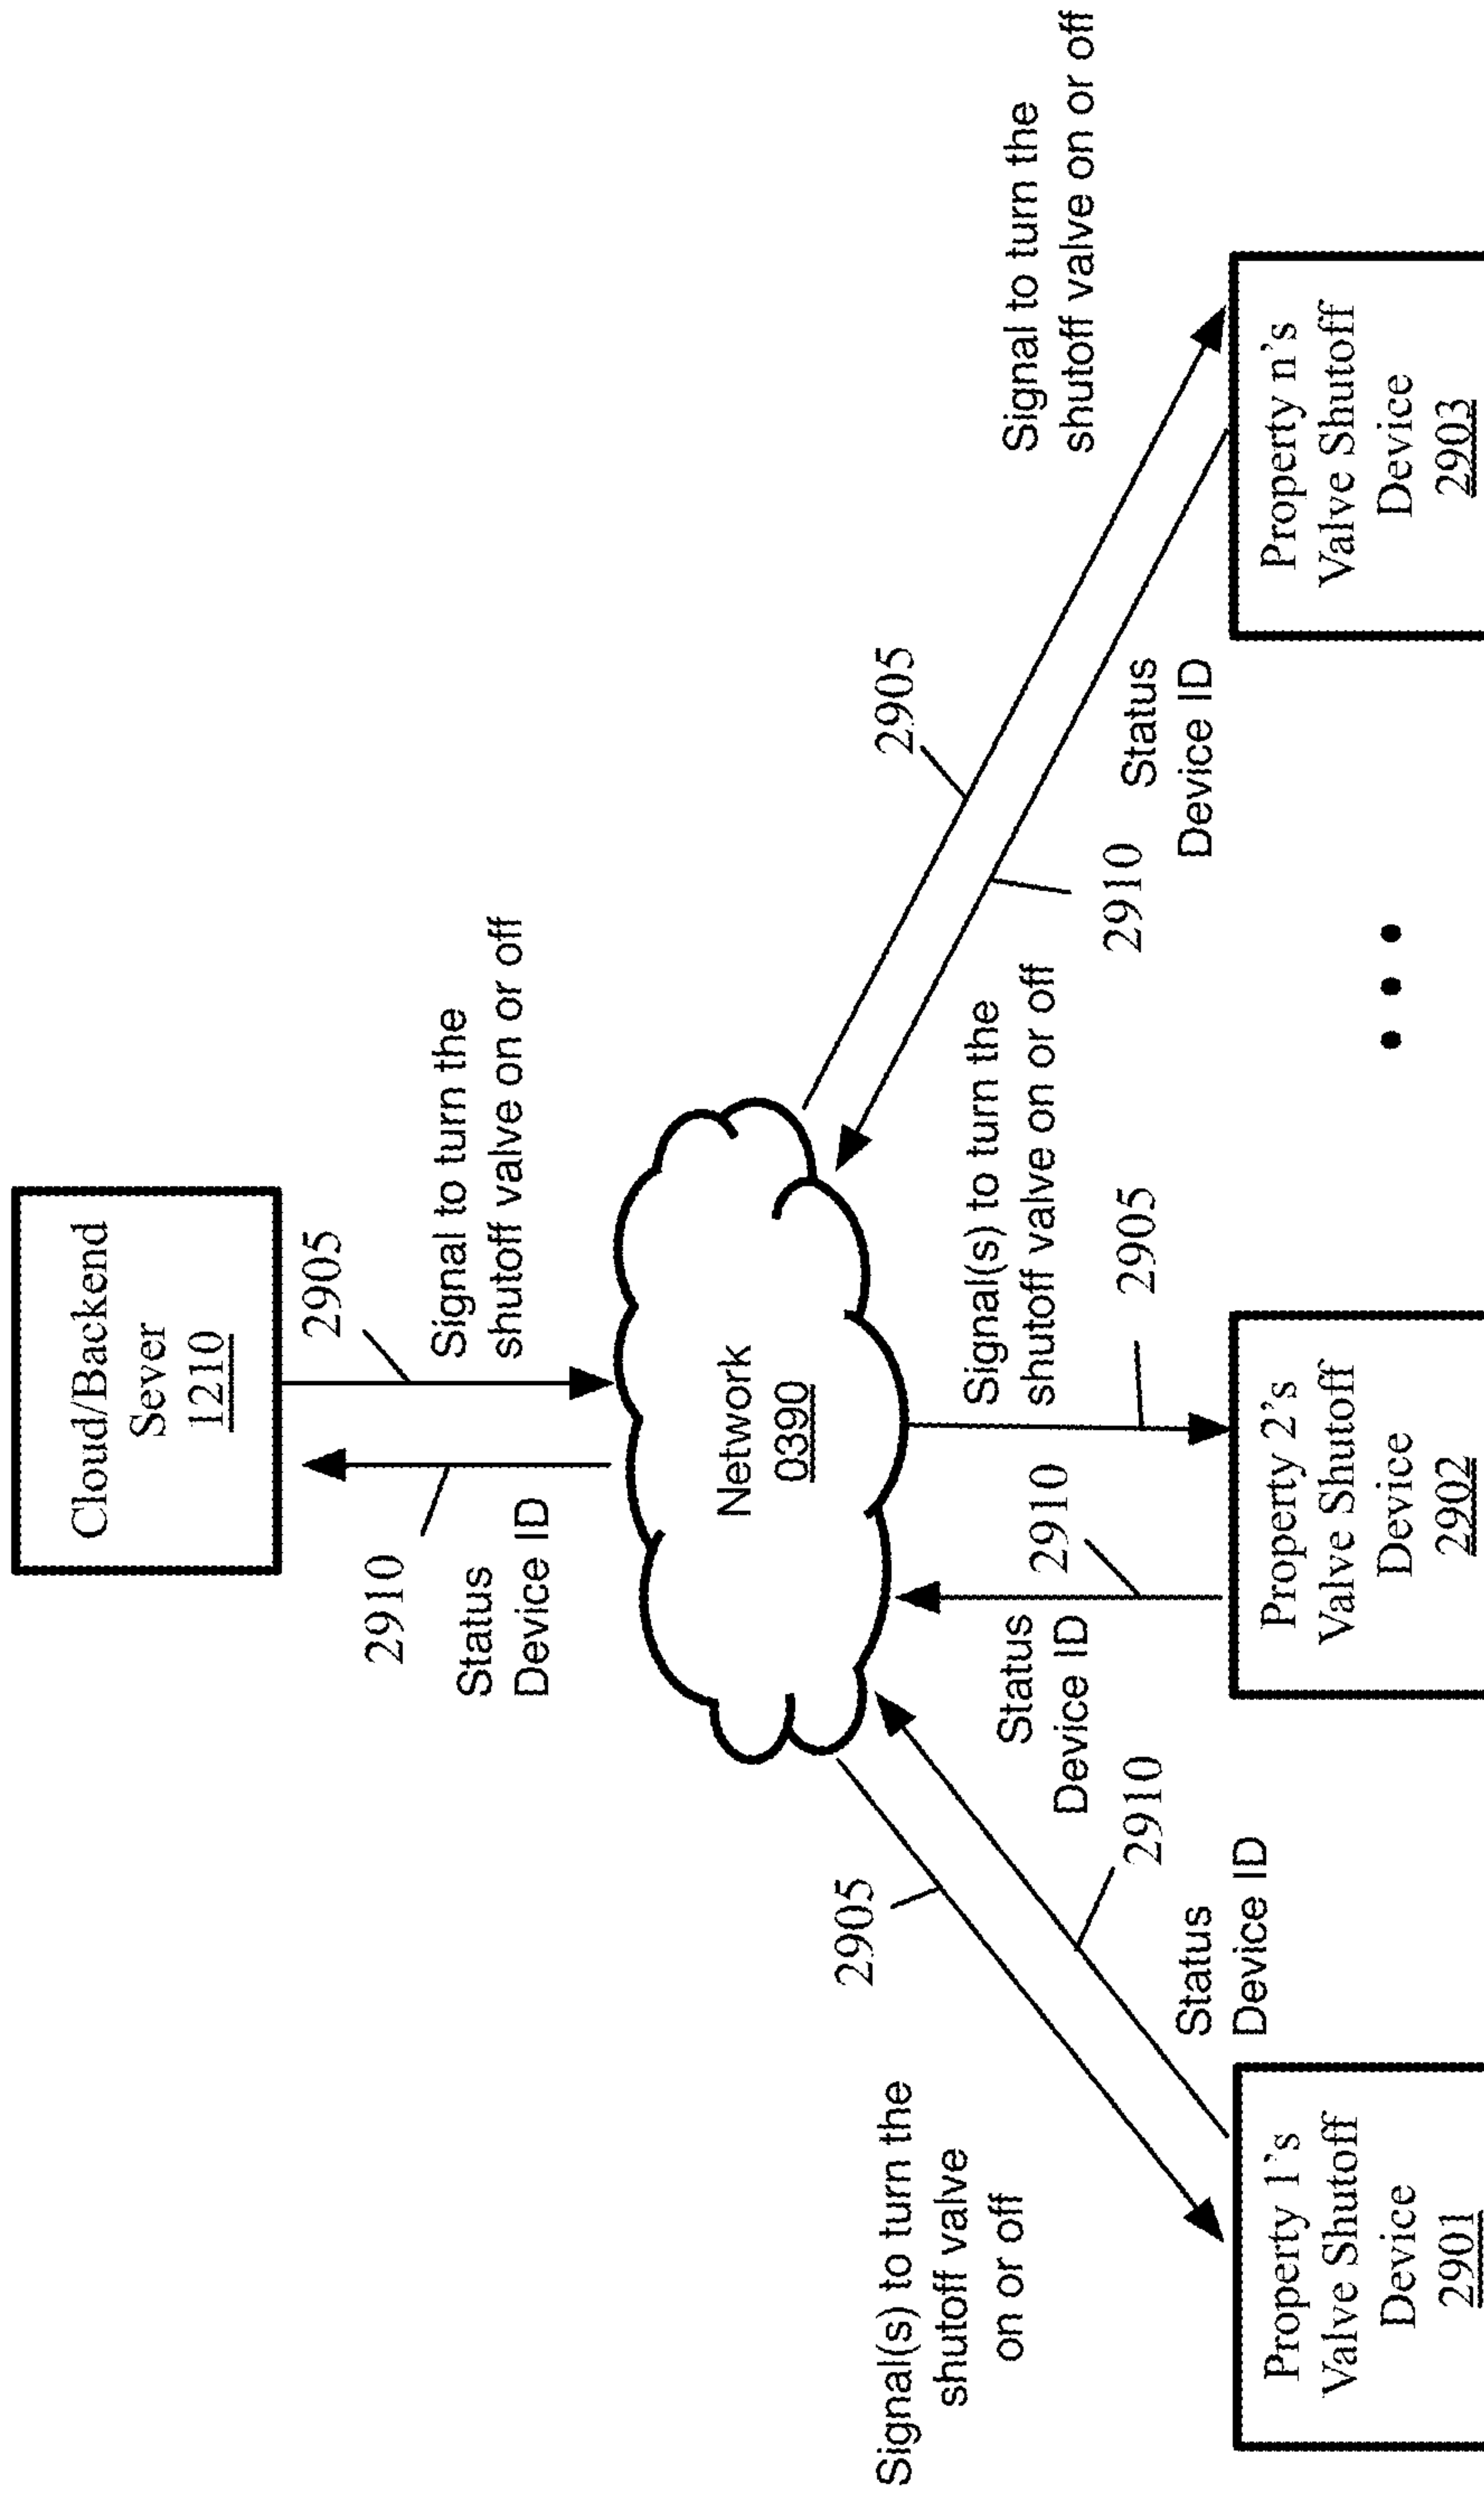 Cloud/Backend
Sever
1210
2910
Status
Device ID
2905
Signal to turn the
shutoff valve on or off
Network
0390
Signal(s) to turn the
shutoff valve
on or off
2905
2910
Status
Device ID
Status
Device ID
2910
Signal(s) to turn the
shutoff valve on or off
2905
2905
Signal to turn the
shutoff valve on or off
2910
Status
Device ID
Property 1's
Valve Shutoff
Device
2901
Property 2's
Valve Shutoff
Device
2902
Property n's
Valve Shutoff
Device
2903